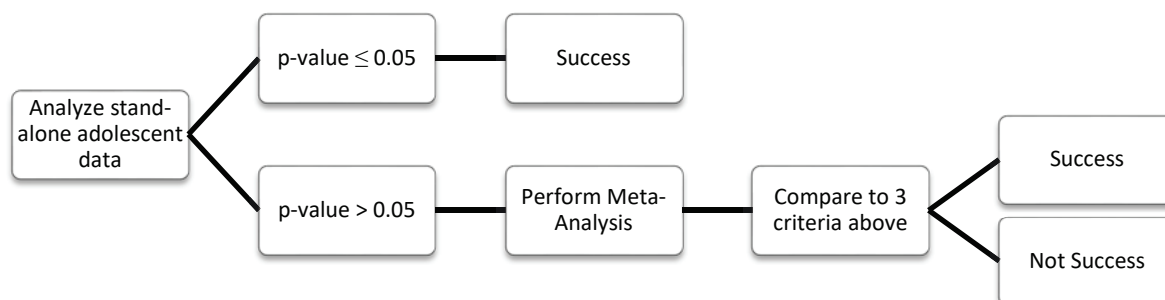 p-value ≤ 0.05
Success
Analyze stand-
alone adolescent
data
Success
p-value > 0.05
Perform Meta-
Analysis
Compare to 3
criteria above
Not Success